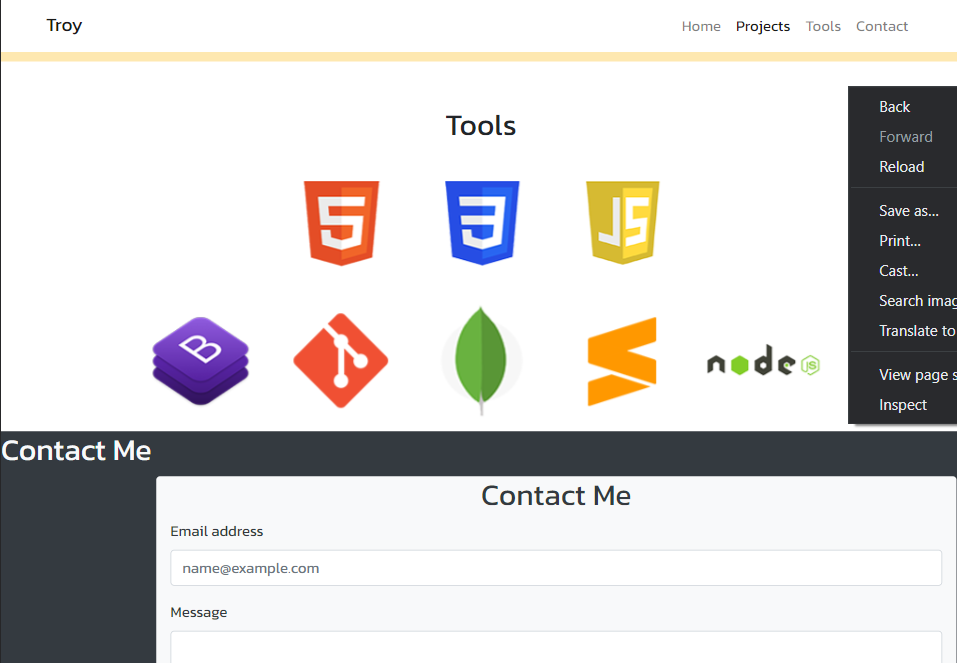 Troy
Home Projects Tools Contact
Tools
Back
Forward
Reload
Save as...
Print...
Cast...
Search imag
Translate to
View page s
Inspect
5
3
JS
B
node
JS
Contact Me
Contact Me
Email address
name@example.com
Message